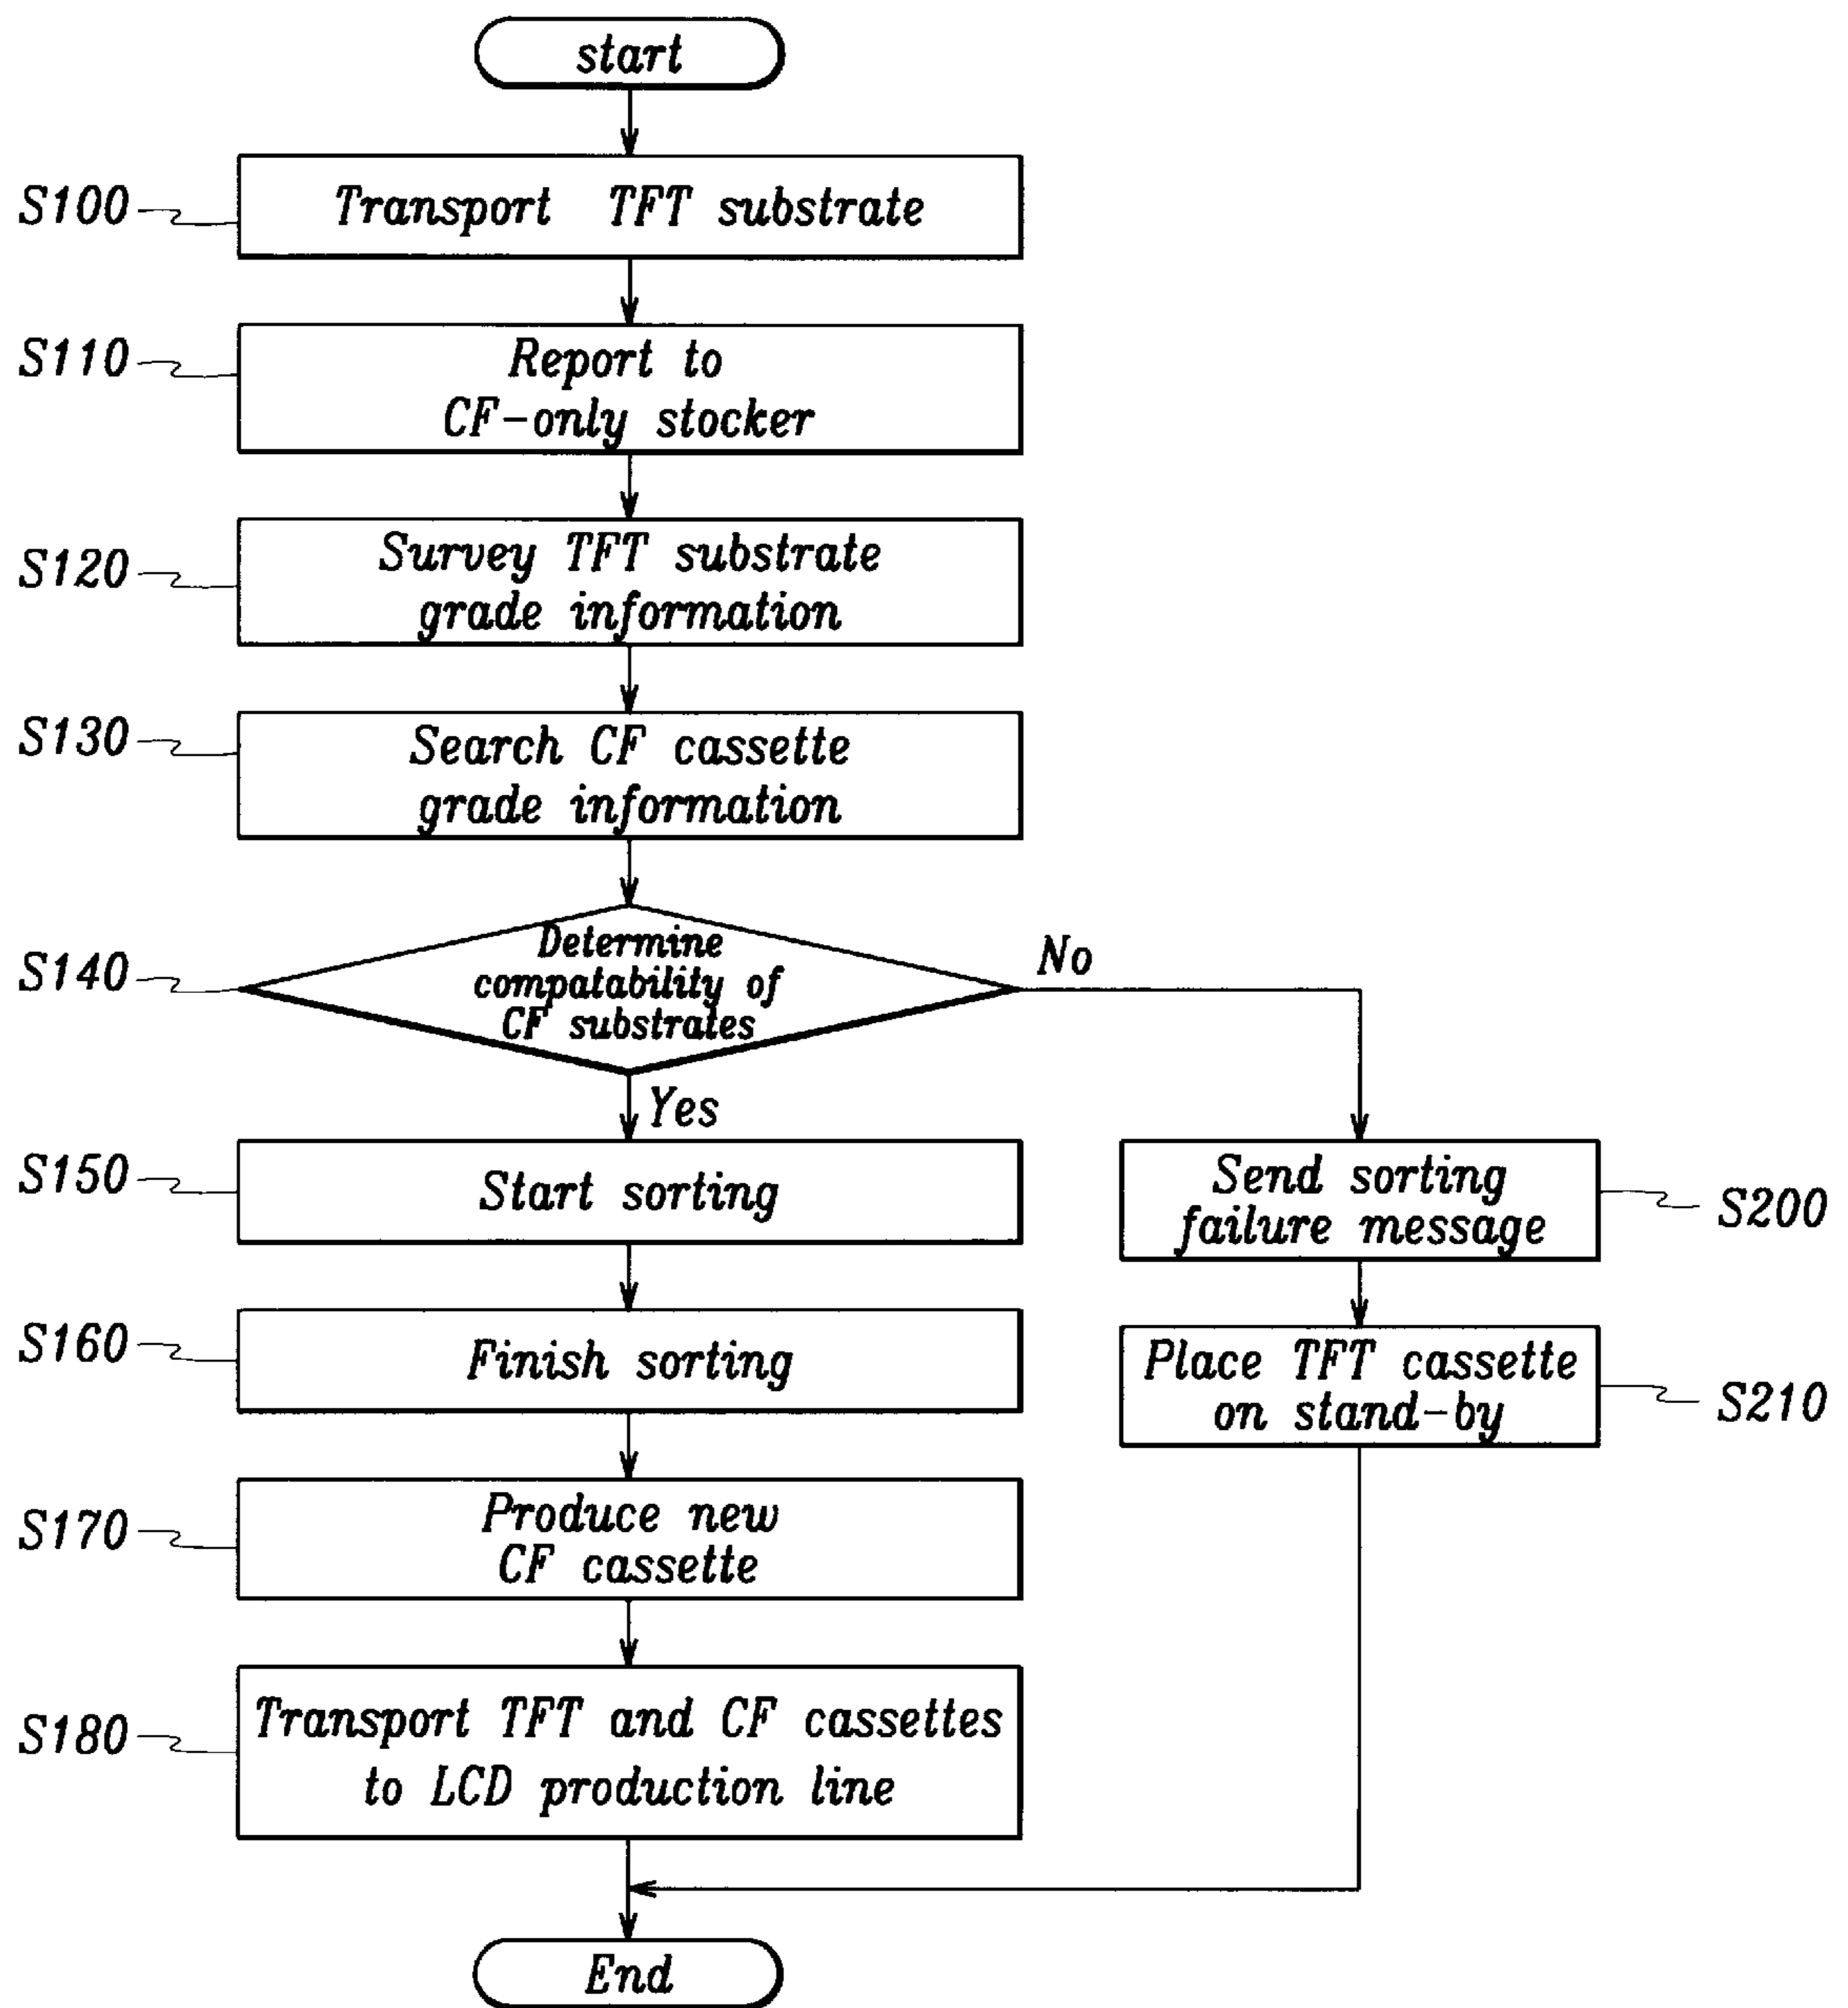 start
S100
Transport TFT substrate
S110
Report to
CF-only stocker
S120
Survey TFT substrate
grade information
S130
Search CF cassette
grade information
S140
Determine
compatability of
CF substrates
No
Yes
S150
Start sorting
Send sorting
failure message
S200
S160
Finish sorting
Place TFT cassette
on stand-by
S210
S170
Produce new
CF cassette
S180
Transport TFT and CF cassettes
to LCD production line
End